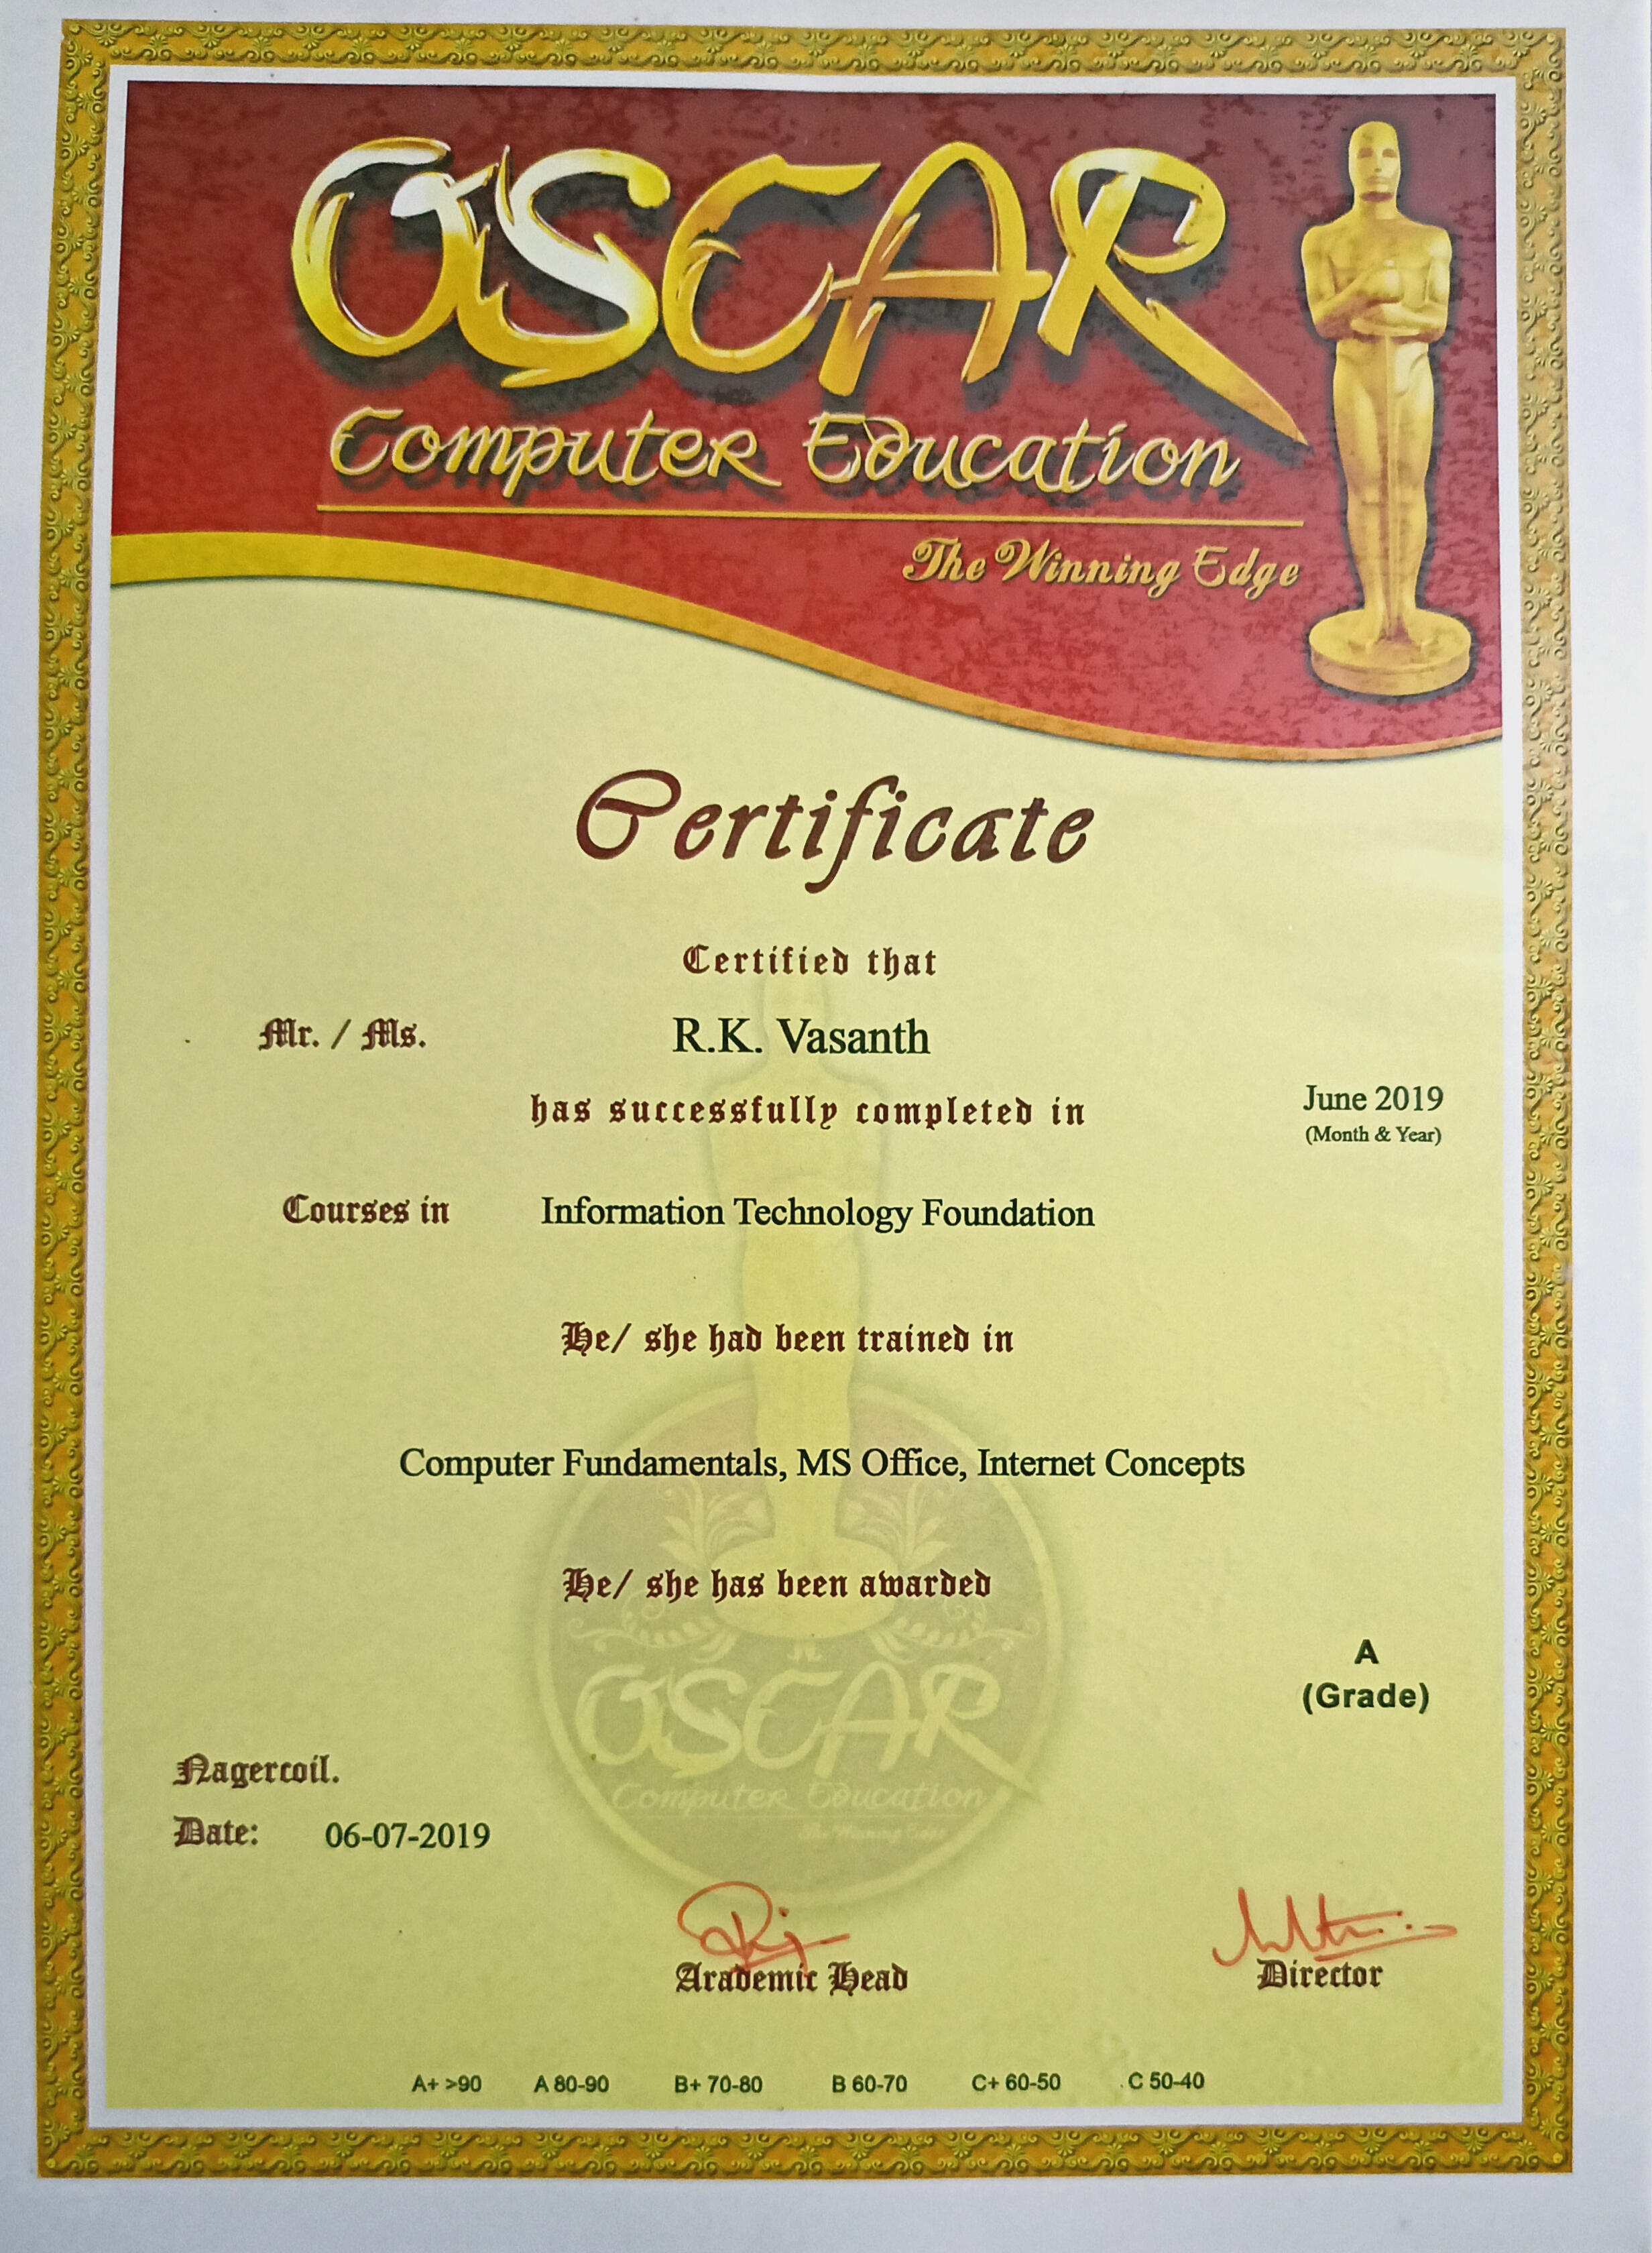 OSCAR
Computer Education
The Winning Edge
Certificate
Certified that
Mr. / Ms. R.K. Vasanth
has successfully completed in June 2019
(Month & Year)
Courses in Information Technology Foundation
He/ she had been trained in
Computer Fundamentals, MS Office, Internet Concepts
He/ she has been awarded
A
(Grade)
OSCAR
Computer Education
Nagercoil.
Date: 06-07-2019
Academic Head Director
A+ >90 A 80-90 B+ 70-80 B 60-70 C+ 60-50 C 50-40